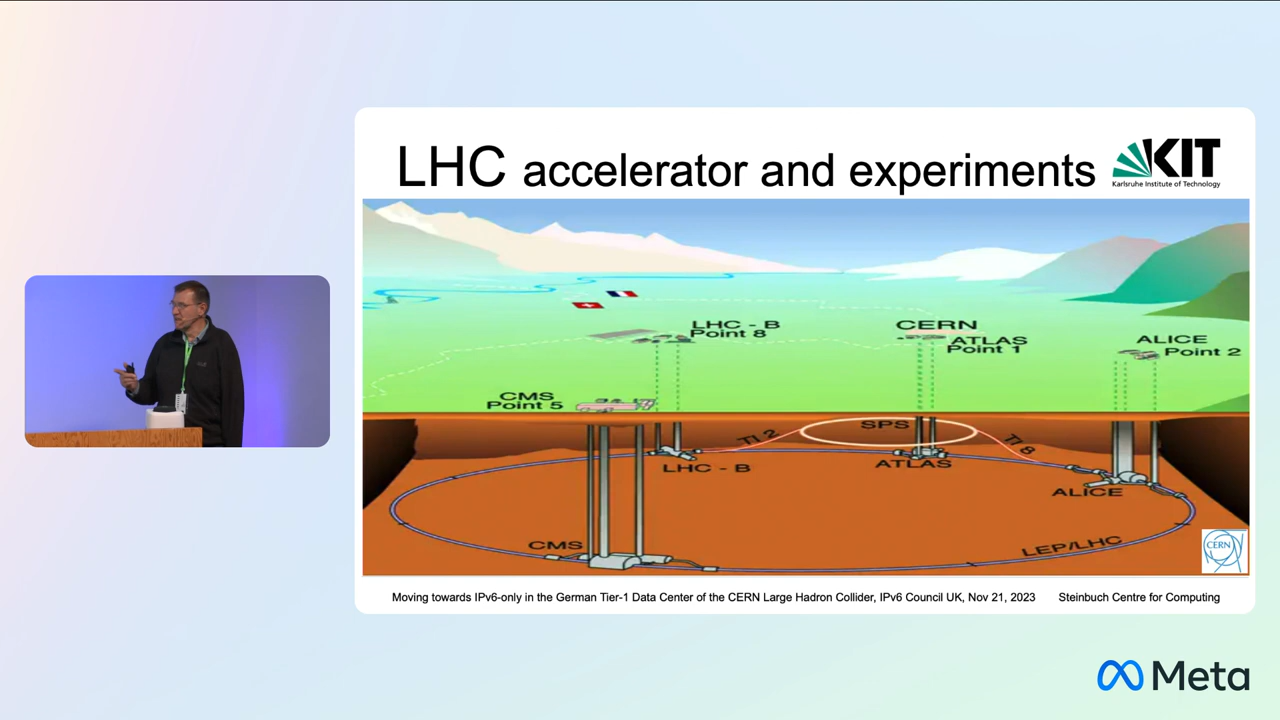 LHC accelerator and experiments
KIT
Karlsruhe Institute of Technology
LHC - B
Point 8
CERN
ATLAS
Point 1
ALICE
Point 2
CMS
Point 5
TI 2
SPS
TI 8
LHC - B
ATLAS
ALICE
CMS
LEP/LHC
CERN
Moving towards IPv6-only in the German Tier-1 Data Center of the CERN Large Hadron Collider, IPv6 Council UK, Nov 21, 2023 Steinbuch Centre for Computing
Meta